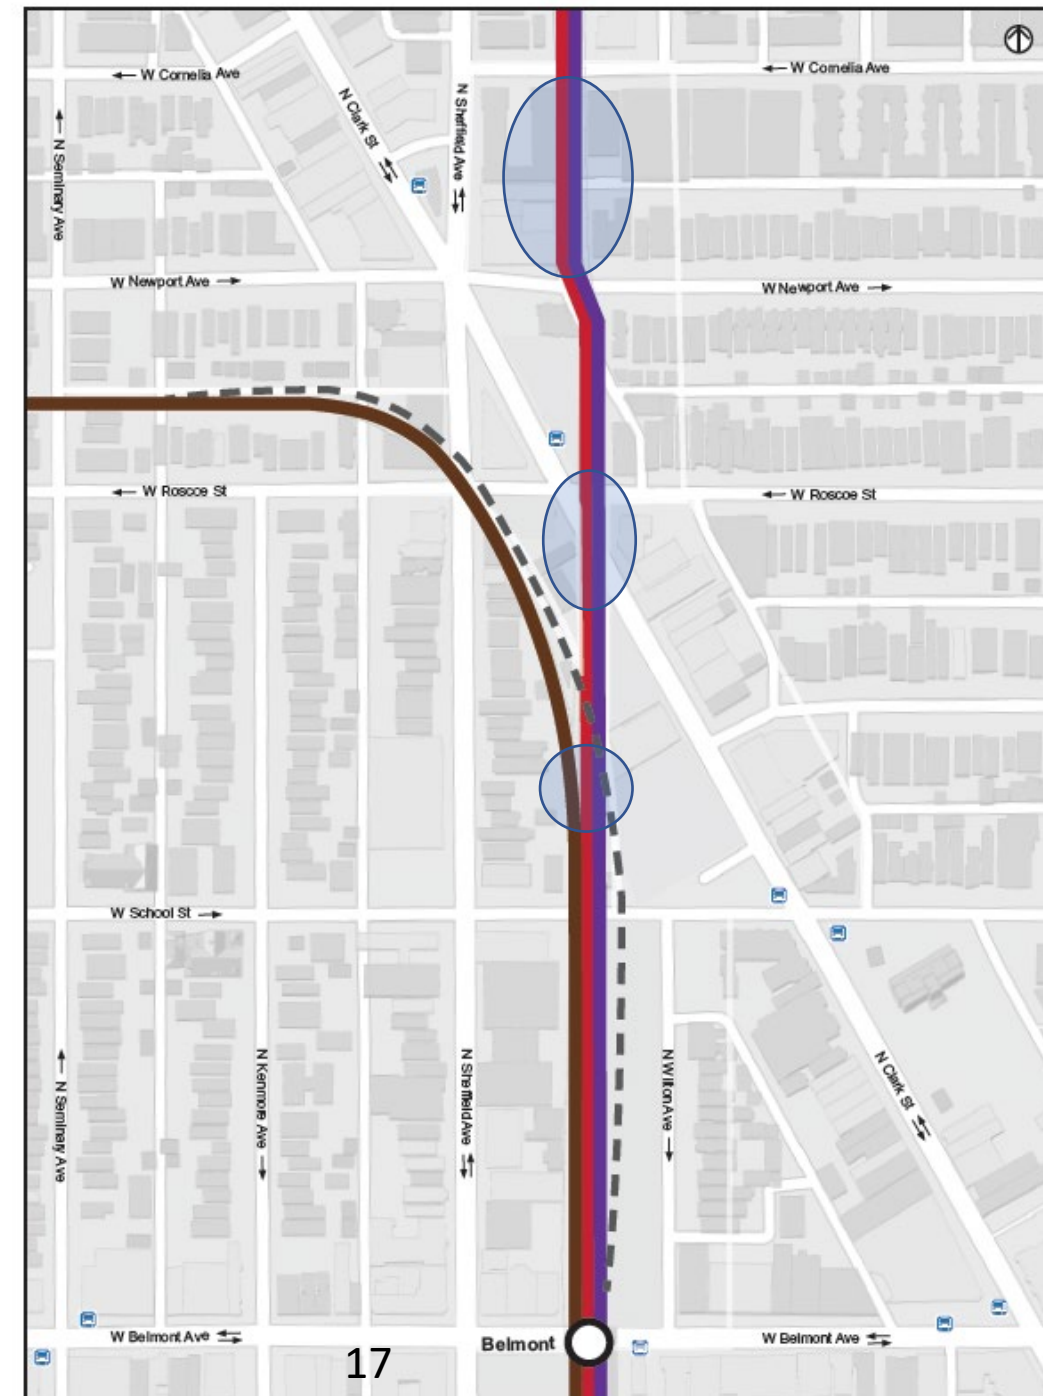 ← W Cornelia Ave
← W Cornelia Ave
N Clark St
N Sheffield Ave
← N Seminary Ave
W Newport Ave →
W Newport Ave →
← W Roscoe St
← W Roscoe St
W School St →
← N Seminary Ave
N Kenmore Ave →
N Sheffield Ave
N Wilton Ave →
N Clark St
W Belmont Ave
Belmont
W Belmont Ave
17